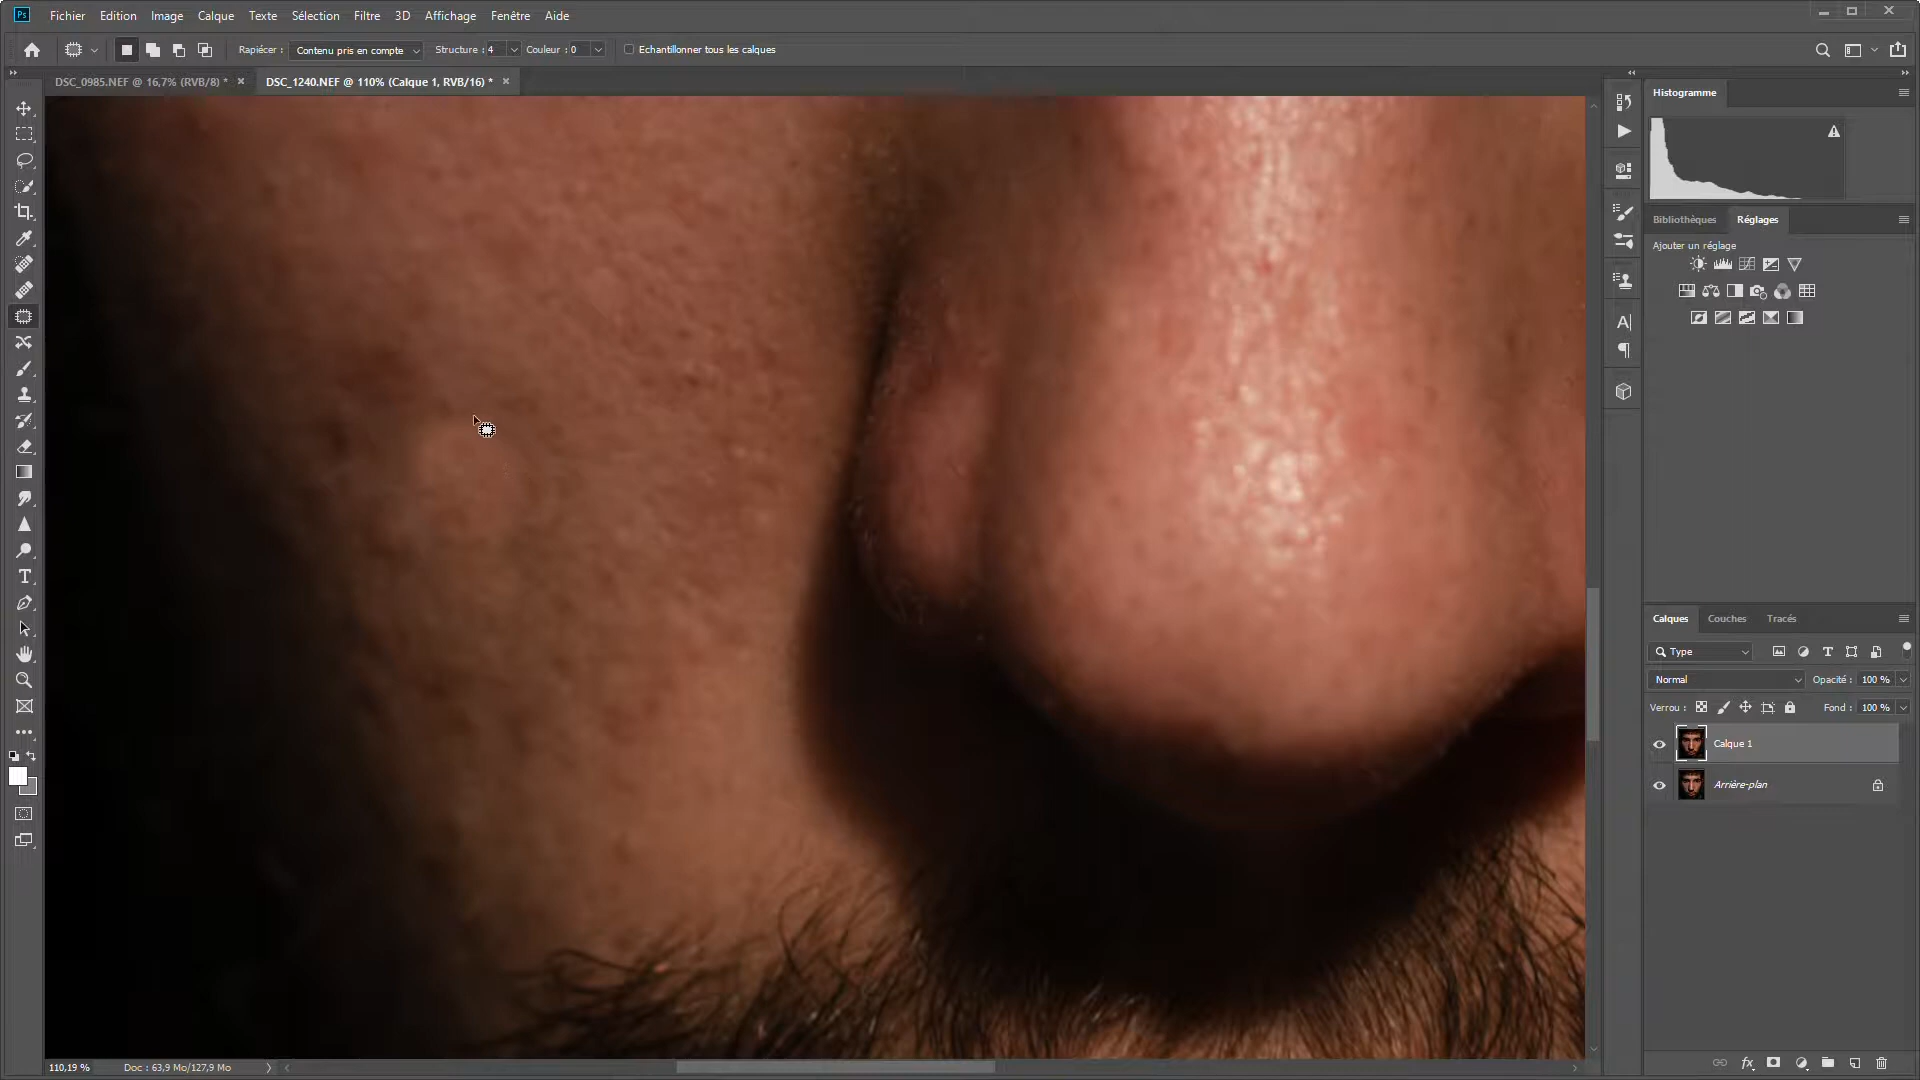 Ps Fichier Edition Image Calque Texte Sélection Filtre 3D Affichage Fenêtre Aide
Rapiécer : Contenu pris en compte Structure : 4 Couleur : 0 Echantillonner tous les calques
DSC_0985.NEF @ 16,7% (RVB/8) * DSC_1240.NEF @ 110% (Calque 1, RVB/16) *
Histogramme
Bibliothèques Réglages
Ajouter un réglage
Calques Couches Tracés
Type
Normal Opacité : 100 %
Verrou : Fond : 100 %
Calque 1
Arrière-plan
110,19 % Doc : 63,9 Mo/127,9 Mo